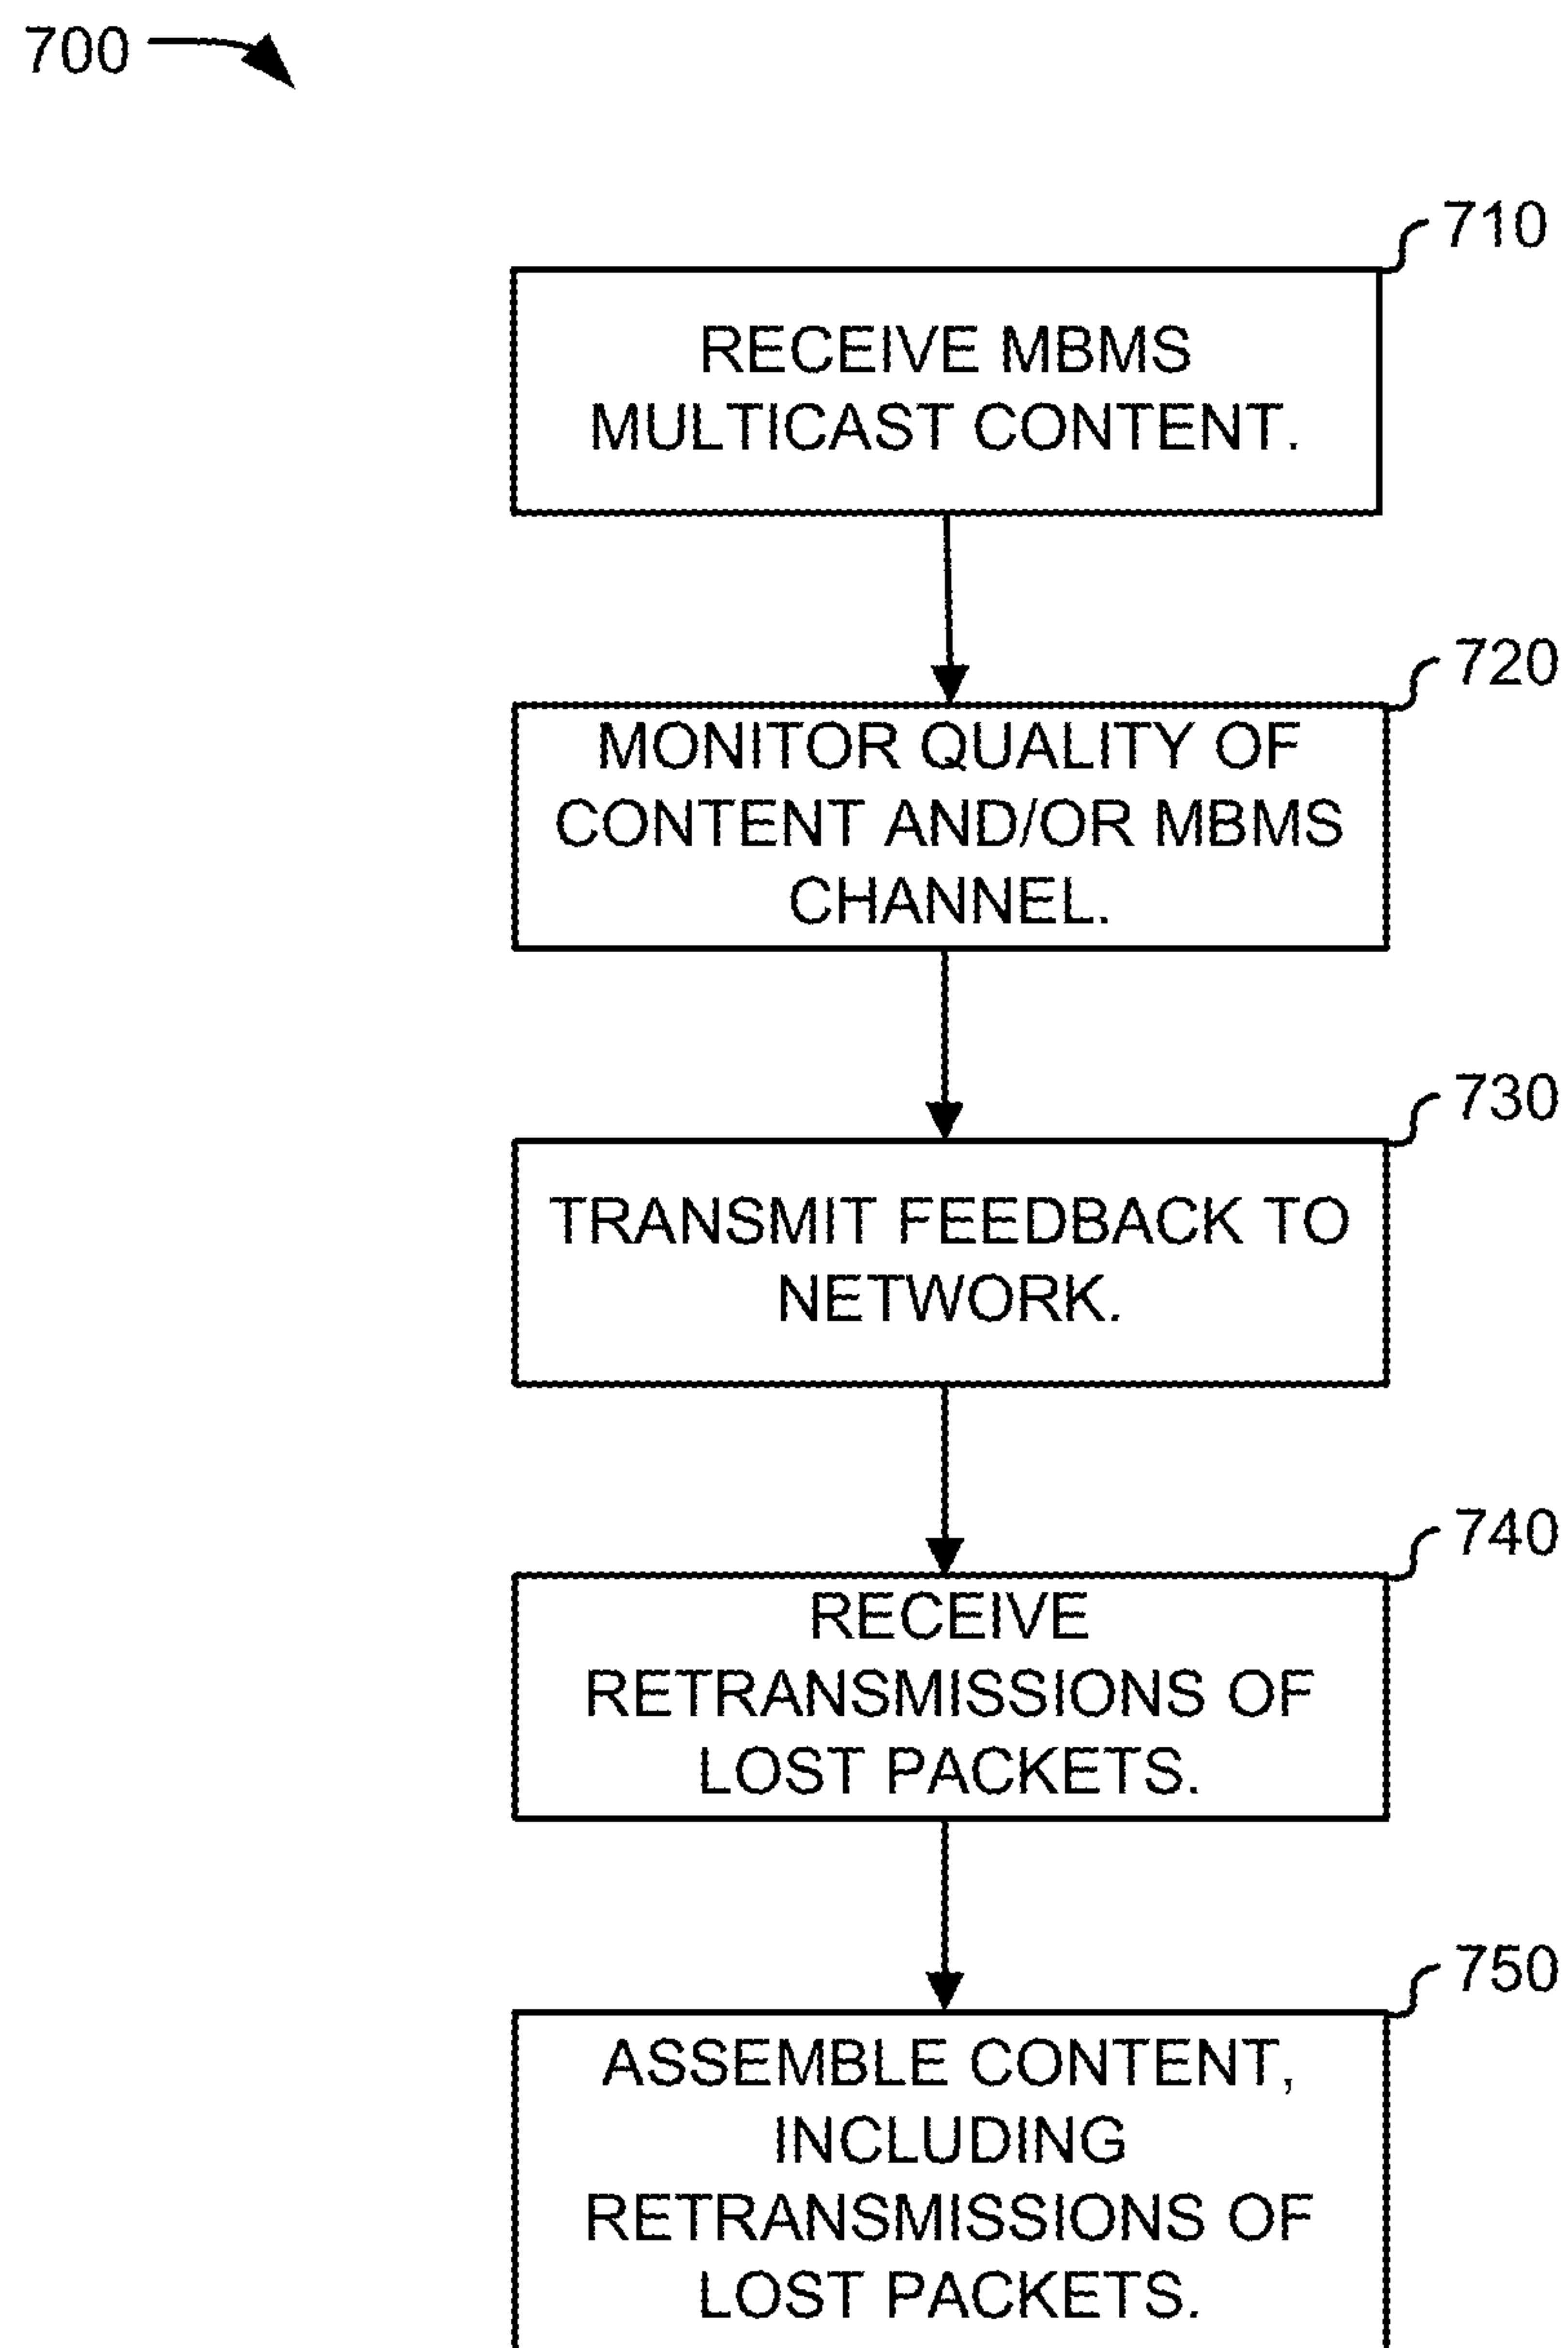 700
710
RECEIVE MBMS
MULTICAST CONTENT.
720
MONITOR QUALITY OF
CONTENT AND/OR MBMS
CHANNEL.
730
TRANSMIT FEEDBACK TO
NETWORK.
740
RECEIVE
RETRANSMISSIONS OF
LOST PACKETS.
750
ASSEMBLE CONTENT,
INCLUDING
RETRANSMISSIONS OF
LOST PACKETS.